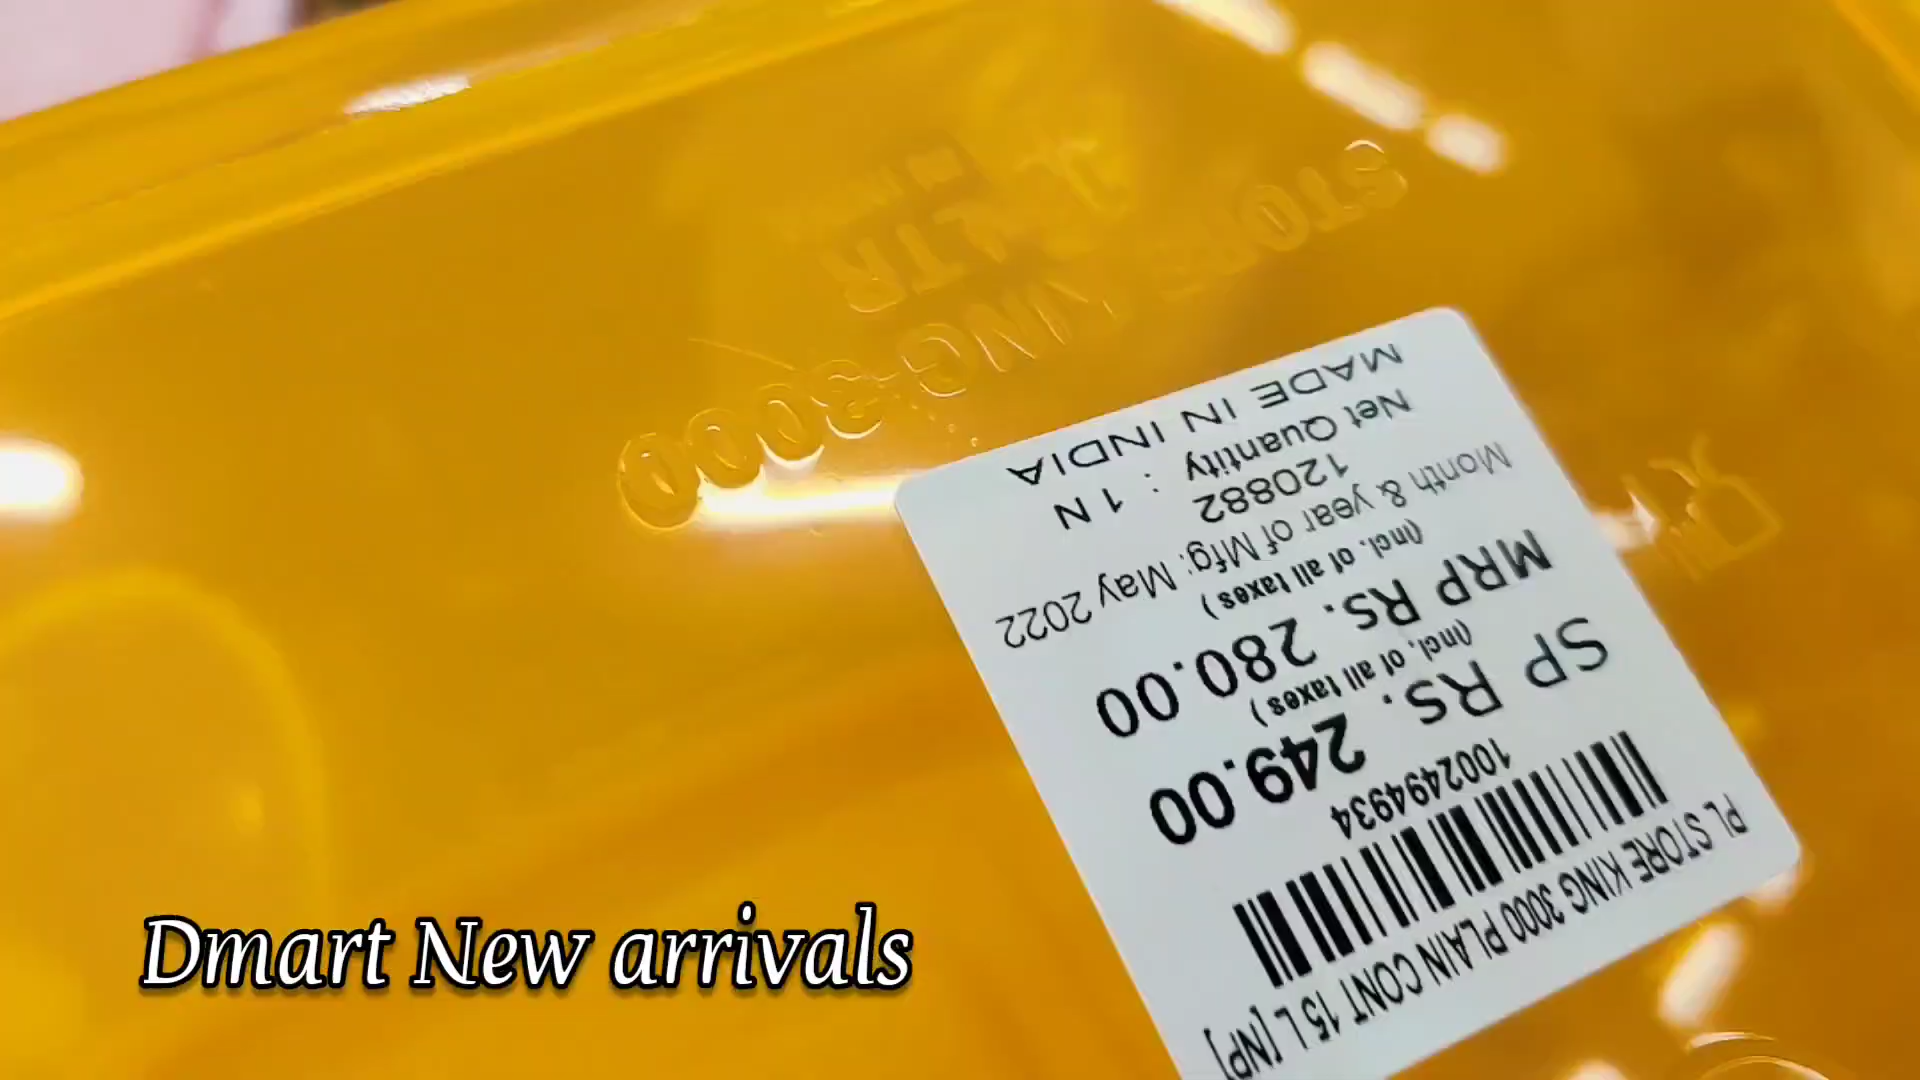 PL STORE KING 3000 PLAIN CONT 15 L [NP]
1002494934
SP Rs. 249.00
(Incl. of all taxes)
MRP Rs. 280.00
(Incl. of all taxes)
Month & year of Mfg: May 2022
120882
Net Quantity : 1 N
MADE IN INDIA
STORE KING 3000
LTR
Dmart New arrivals